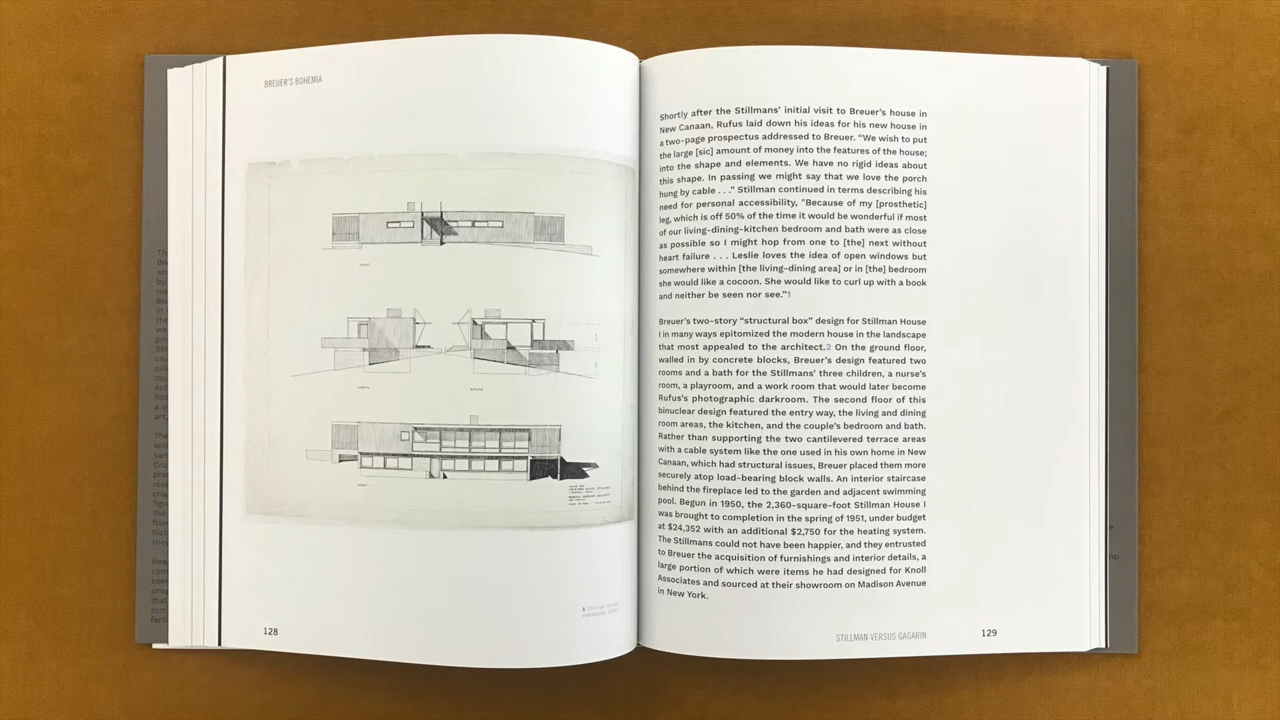 BREUER'S BOHEMIA
WEST
NORTH
SOUTH
EAST
128
Shortly after the Stillmans' initial visit to Breuer's house in
New Canaan, Rufus laid down his ideas for his new house in
a two-page prospectus addressed to Breuer. "We wish to put
the large [sic] amount of money into the features of the house;
into the shape and elements. We have no rigid ideas about
this shape. In passing we might say that we love the porch
hung by cable . . ." Stillman continued in terms describing his
need for personal accessibility, "Because of my [prosthetic]
leg, which is off 50% of the time it would be wonderful if most
of our living-dining-kitchen bedroom and bath were as close
as possible so I might hop from one to [the] next without
heart failure . . . Leslie loves the idea of open windows but
somewhere within [the living-dining area] or in [the] bedroom
she would like a cocoon. She would like to curl up with a book
and neither be seen nor see."1
Breuer's two-story "structural box" design for Stillman House
I in many ways epitomized the modern house in the landscape
that most appealed to the architect.2 On the ground floor,
walled in by concrete blocks, Breuer's design featured two
rooms and a bath for the Stillmans' three children, a nurse's
room, a playroom, and a work room that would later become
Rufus's photographic darkroom. The second floor of this
binuclear design featured the entry way, the living and dining
room areas, the kitchen, and the couple's bedroom and bath.
Rather than supporting the two cantilevered terrace areas
with a cable system like the one used in his own home in New
Canaan, which had structural issues, Breuer placed them more
securely atop load-bearing block walls. An interior staircase
behind the fireplace led to the garden and adjacent swimming
pool. Begun in 1950, the 2,360-square-foot Stillman House I
was brought to completion in the spring of 1951, under budget
at $24,352 with an additional $2,750 for the heating system.
The Stillmans could not have been happier, and they entrusted
to Breuer the acquisition of furnishings and interior details, a
large portion of which were items he had designed for Knoll
Associates and sourced at their showroom on Madison Avenue
in New York.
STILLMAN VERSUS GAGARIN
129